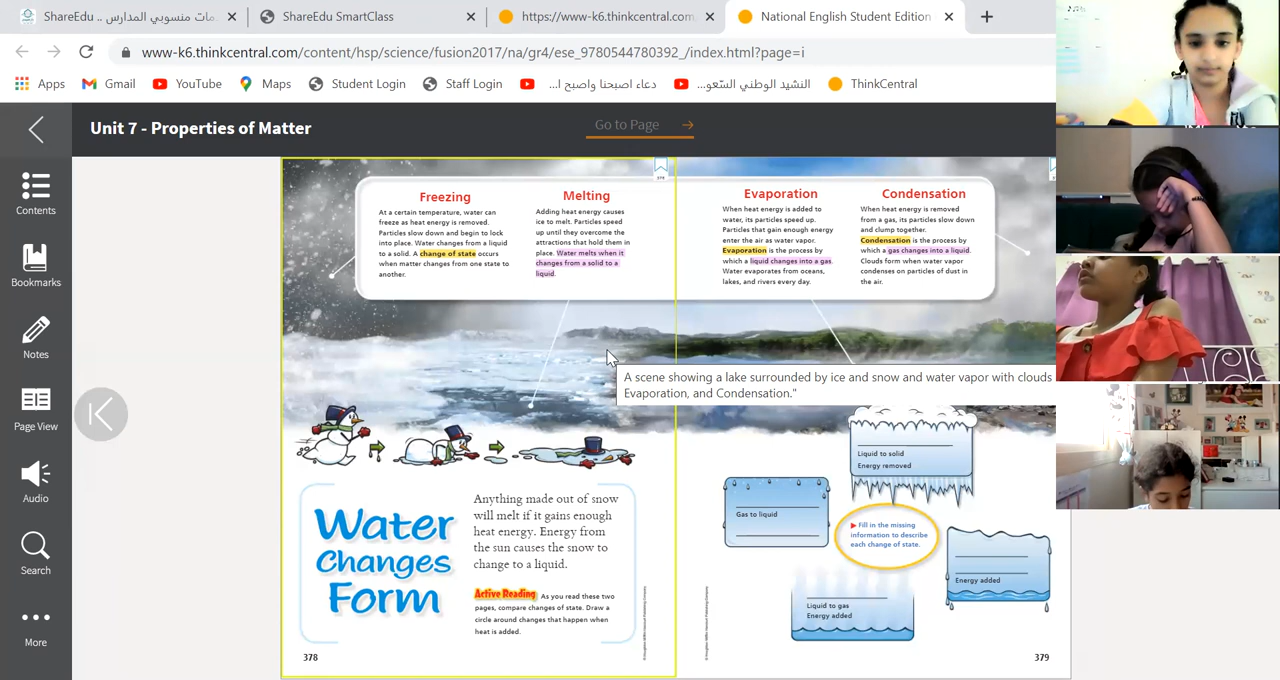 ShareEdu .. مات منسوبي المدارس
ShareEdu SmartClass
https://www-k6.thinkcentral.com
National English Student Edition
www-k6.thinkcentral.com/content/hsp/science/fusion2017/na/gr4/ese_9780544780392_/index.html?page=i
Apps
Gmail
YouTube
Maps
Student Login
Staff Login
دعاء اصبحنا واصبح ا...
النشيد الوطني السعو...
ThinkCentral
Unit 7 - Properties of Matter
Go to Page
Contents
Bookmarks
Notes
Page View
Audio
Search
More
Freezing
At a certain temperature, water can
freeze as heat energy is removed.
Particles slow down and begin to lock
into place. Water changes from a liquid
to a solid. A change of state occurs
when matter changes from one state to
another.
Melting
Adding heat energy causes
ice to melt. Particles speed
up until they overcome the
attractions that hold them in
place. Water melts when it
changes from a solid to a
liquid.
Evaporation
When heat energy is added to
water, its particles speed up.
Particles that gain enough energy
enter the air as water vapor.
Evaporation is the process by
which a liquid changes into a gas.
Water evaporates from oceans,
lakes, and rivers every day.
Condensation
When heat energy is removed
from a gas, its particles slow down
and clump together.
Condensation is the process by
which a gas changes into a liquid.
Clouds form when water vapor
condenses on particles of dust in
the air.
A scene showing a lake surrounded by ice and snow and water vapor with clouds
Evaporation, and Condensation."
Water
Changes
Form
Anything made out of snow
will melt if it gains enough
heat energy. Energy from
the sun causes the snow to
change to a liquid.
Active Reading As you read these two
pages, compare changes of state. Draw a
circle around changes that happen when
heat is added.
378
Liquid to solid
Energy removed
Gas to liquid
▶ Fill in the missing
information to describe
each change of state.
Energy added
Liquid to gas
Energy added
379